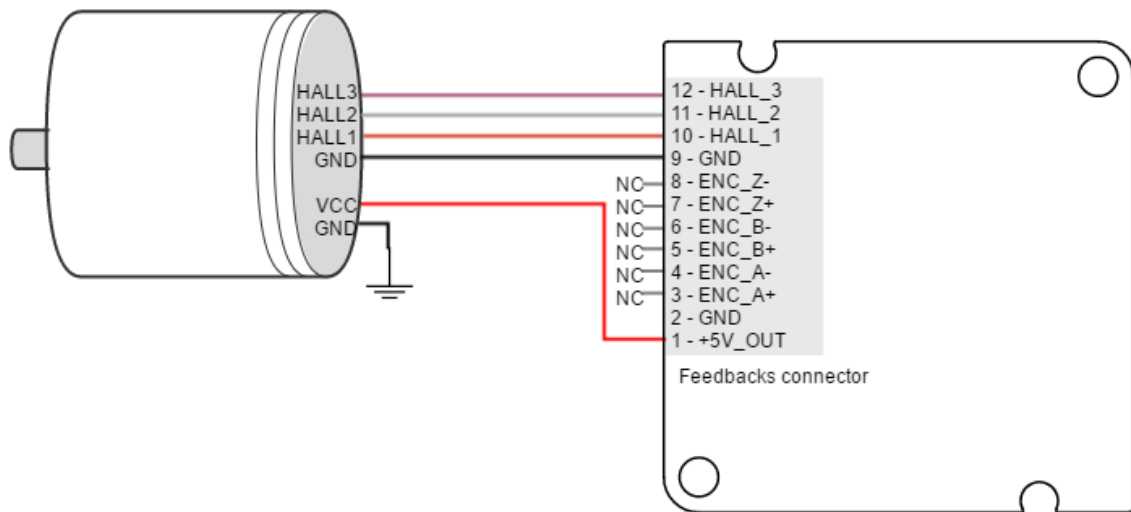 HALL3
HALL2
HALL1
GND
VCC
GND
12 - HALL_3
11 - HALL_2
10 - HALL_1
9 - GND
NC 8 - ENC_Z-
NC 7 - ENC_Z+
NC 6 - ENC_B-
NC 5 - ENC_B+
NC 4 - ENC_A-
NC 3 - ENC_A+
2 - GND
1 - +5V_OUT
Feedbacks connector